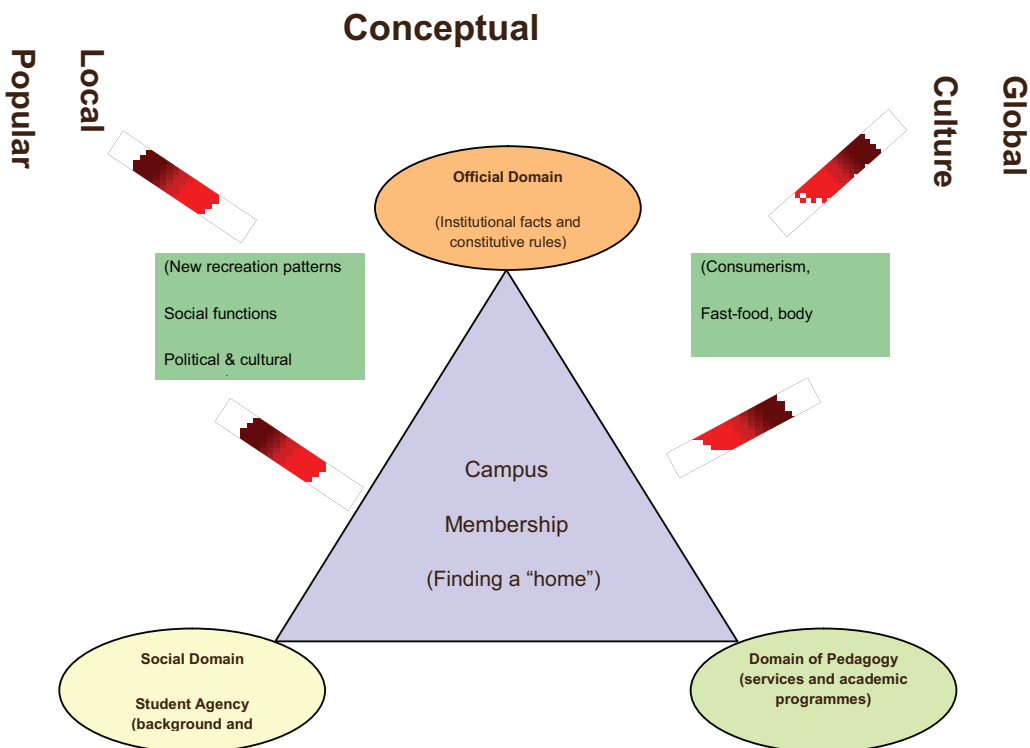 Conceptual
Popular
Local
Culture
Global
Official Domain
(Institutional facts and
constitutive rules)
(New recreation patterns
Social functions
Political & cultural
(Consumerism,
Fast-food, body
Campus
Membership
(Finding a “home”)
Social Domain
Student Agency
(background and
Domain of Pedagogy
(services and academic
programmes)